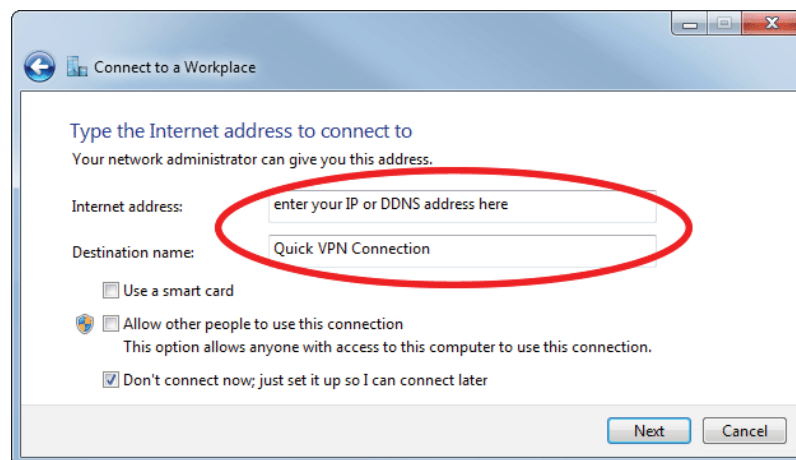 Connect to a Workplace
Type the Internet address to connect to
Your network administrator can give you this address.
Internet address: enter your IP or DDNS address here
Destination name: Quick VPN Connection
Use a smart card
Allow other people to use this connection
This option allows anyone with access to this computer to use this connection.
Don't connect now; just set it up so I can connect later
Next Cancel